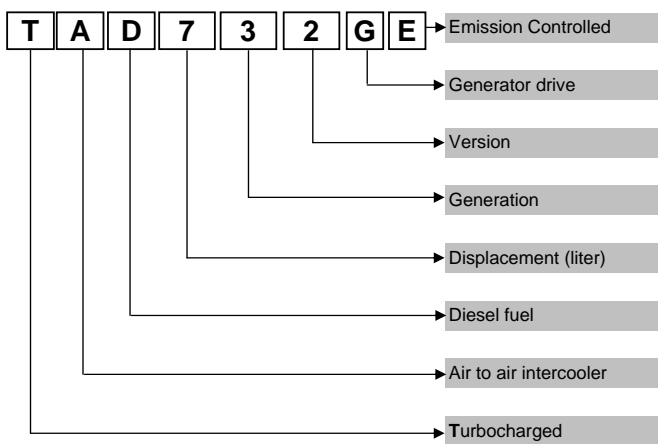 T A D 7 3 2 G E
Emission Controlled
Generator drive
Version
Generation
Displacement (liter)
Diesel fuel
Air to air intercooler
Turbocharged